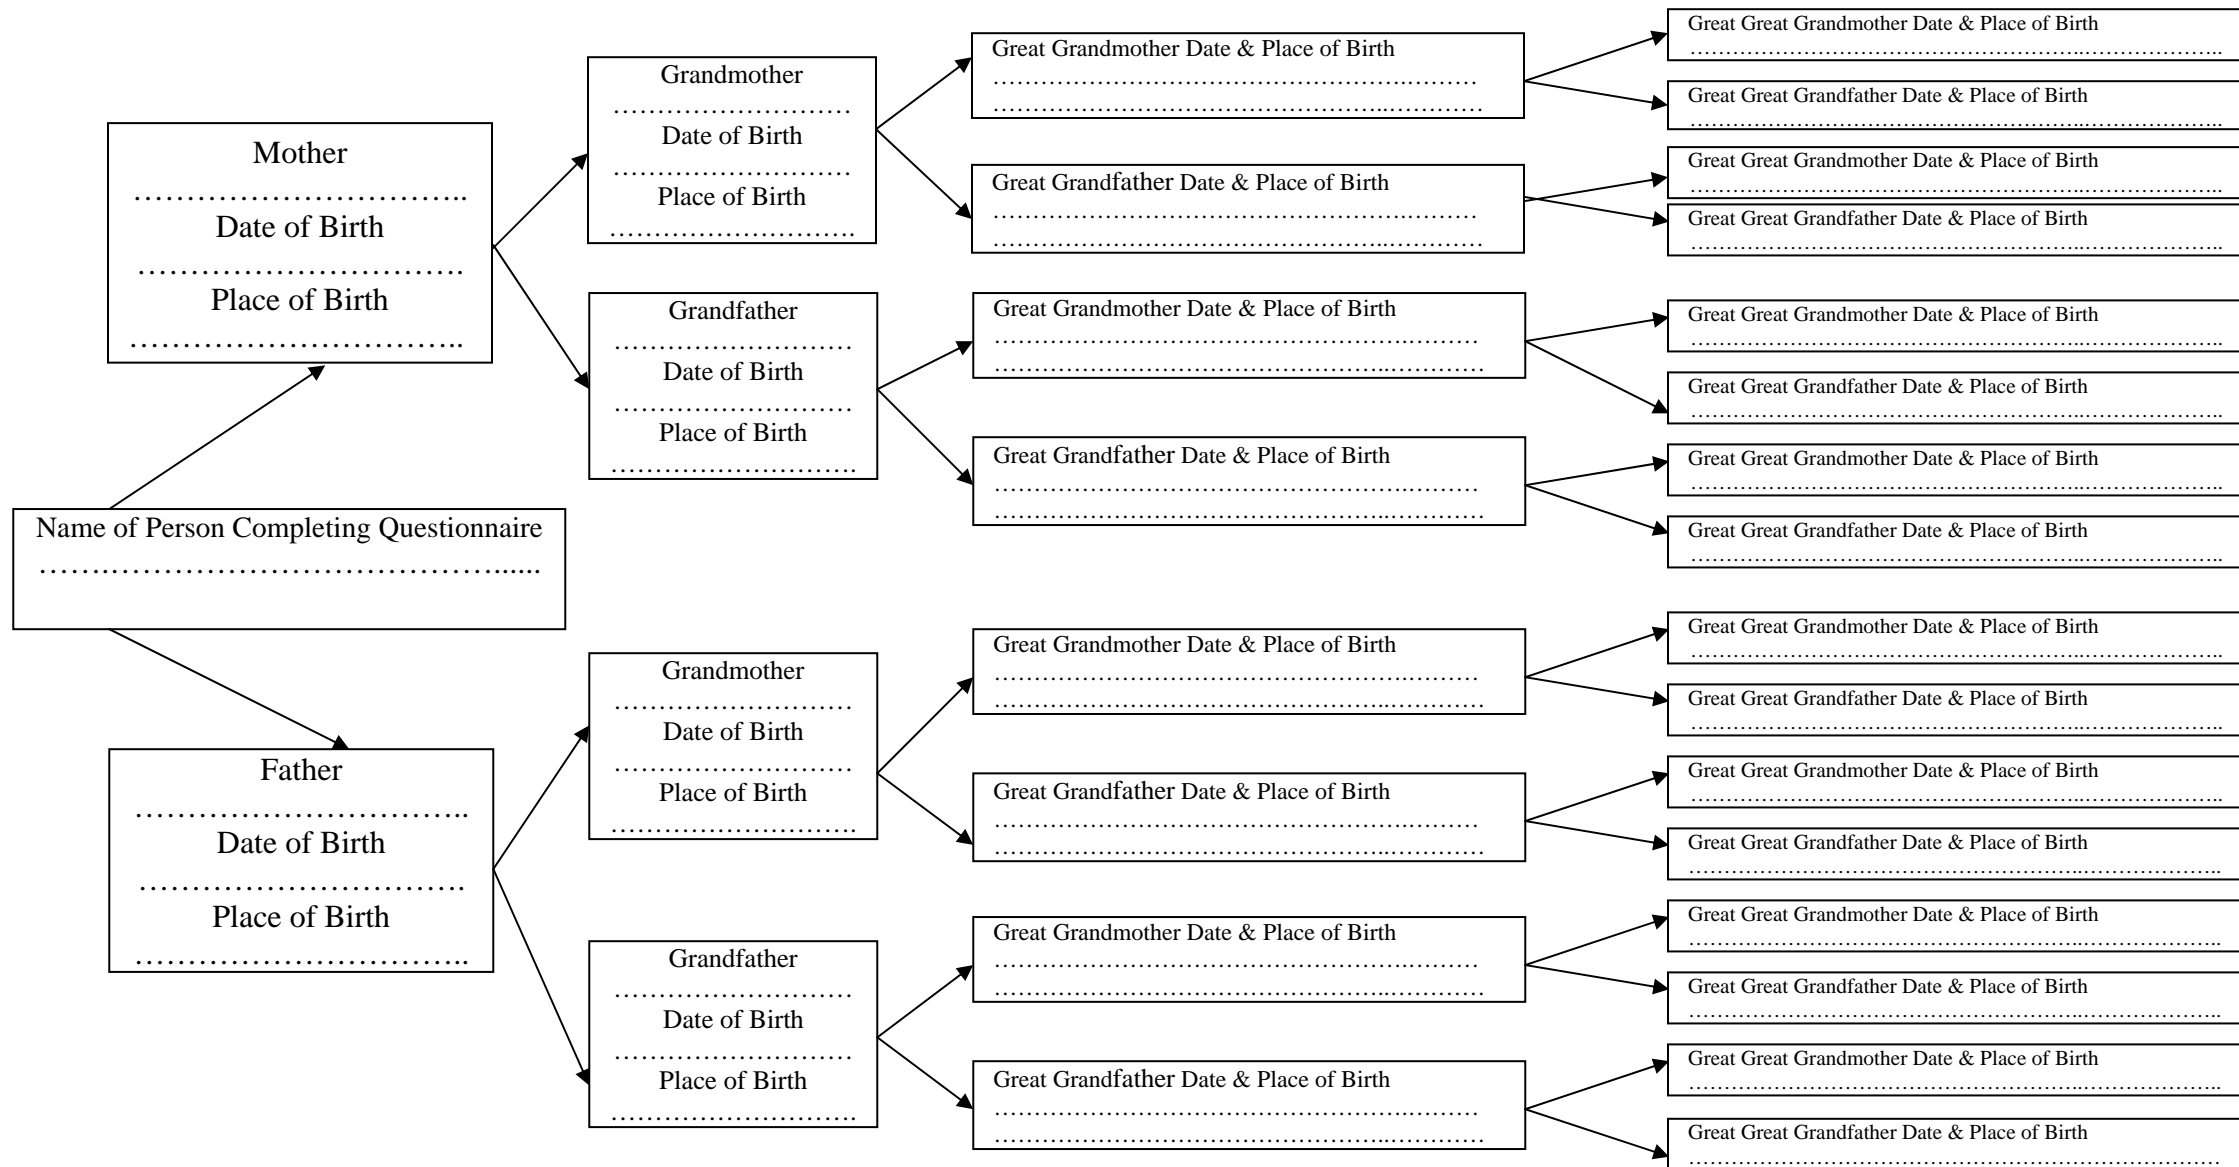 Name of Person Completing Questionnaire
…….……………………………………......
Mother
…………………………..
Date of Birth
………………………….
Place of Birth
…………………………..
Father
…………………………..
Date of Birth
………………………….
Place of Birth
…………………………..
Grandmother
………………………
Date of Birth
………………………
Place of Birth
……………………….
Grandfather
………………………
Date of Birth
………………………
Place of Birth
……………………….
Grandmother
………………………
Date of Birth
………………………
Place of Birth
……………………….
Grandfather
………………………
Date of Birth
………………………
Place of Birth
……………………….
Great Grandmother Date & Place of Birth
…………………………………………….………
……………………………………………..…………
Great Grandfather Date & Place of Birth
…………………………………………….………
……………………………………………..…………
Great Grandmother Date & Place of Birth
…………………………………………….………
……………………………………………..…………
Great Grandfather Date & Place of Birth
…………………………………………….………
……………………………………………..…………
Great Grandmother Date & Place of Birth
…………………………………………….………
……………………………………………..…………
Great Grandfather Date & Place of Birth
…………………………………………….………
……………………………………………..…………
Great Grandmother Date & Place of Birth
…………………………………………….………
……………………………………………..…………
Great Grandfather Date & Place of Birth
…………………………………………….………
……………………………………………..…………
Great Great Grandmother Date & Place of Birth
……………………………………………………..………………..
Great Great Grandfather Date & Place of Birth
……………………………………………………..………………..
Great Great Grandmother Date & Place of Birth
……………………………………………………..………………..
Great Great Grandfather Date & Place of Birth
……………………………………………………..………………..
Great Great Grandmother Date & Place of Birth
……………………………………………………..………………..
Great Great Grandfather Date & Place of Birth
……………………………………………………..………………..
Great Great Grandmother Date & Place of Birth
……………………………………………………..………………..
Great Great Grandfather Date & Place of Birth
……………………………………………………..………………..
Great Great Grandmother Date & Place of Birth
……………………………………………………..………………..
Great Great Grandfather Date & Place of Birth
……………………………………………………..………………..
Great Great Grandmother Date & Place of Birth
……………………………………………………..………………..
Great Great Grandfather Date & Place of Birth
……………………………………………………..………………..
Great Great Grandmother Date & Place of Birth
……………………………………………………..………………..
Great Great Grandfather Date & Place of Birth
……………………………………………………..………………..
Great Great Grandmother Date & Place of Birth
……………………………………………………..………………..
Great Great Grandfather Date & Place of Birth
……………………………………………………..………………..